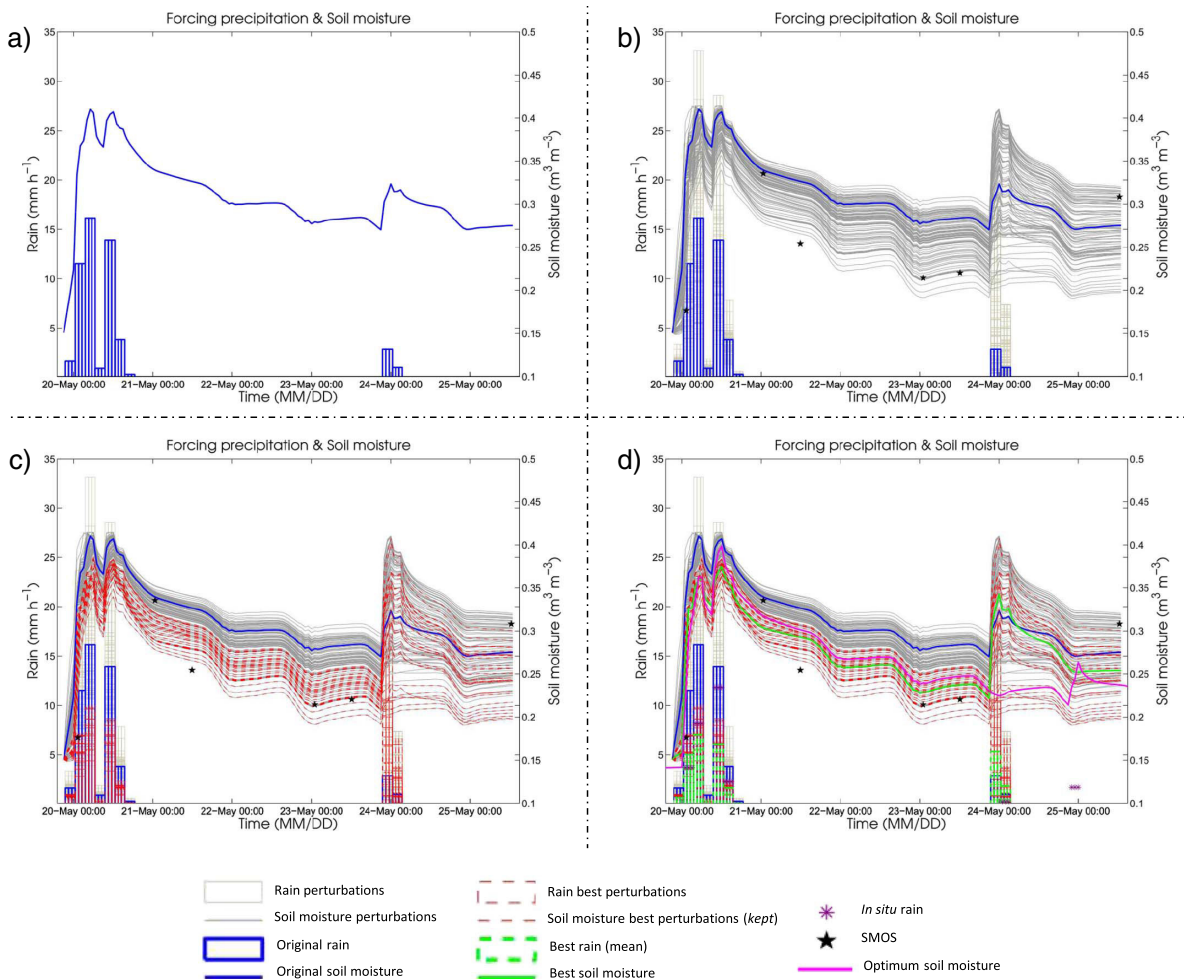 a)
Forcing precipitation & Soil moisture
35 30 25 20 15 10 5
Rain (mm h⁻¹)
0.5 0.45 0.4 0.35 0.3 0.25 0.2 0.15 0.1
Soil moisture (m³ m⁻³)
20−May 00:00 21−May 00:00 22−May 00:00 23−May 00:00 24−May 00:00 25−May 00:00
Time (MM/DD)
b)
Forcing precipitation & Soil moisture
35 30 25 20 15 10 5
Rain (mm h⁻¹)
0.5 0.45 0.4 0.35 0.3 0.25 0.2 0.15 0.1
Soil moisture (m³ m⁻³)
20−May 00:00 21−May 00:00 22−May 00:00 23−May 00:00 24−May 00:00 25−May 00:00
Time (MM/DD)
c)
Forcing precipitation & Soil moisture
35 30 25 20 15 10 5
Rain (mm h⁻¹)
0.5 0.45 0.4 0.35 0.3 0.25 0.2 0.15 0.1
Soil moisture (m³ m⁻³)
20−May 00:00 21−May 00:00 22−May 00:00 23−May 00:00 24−May 00:00 25−May 00:00
Time (MM/DD)
d)
Forcing precipitation & Soil moisture
35 30 25 20 15 10 5
Rain (mm h⁻¹)
0.5 0.45 0.4 0.35 0.3 0.25 0.2 0.15 0.1
Soil moisture (m³ m⁻³)
20−May 00:00 21−May 00:00 22−May 00:00 23−May 00:00 24−May 00:00 25−May 00:00
Time (MM/DD)
Rain perturbations
Soil moisture perturbations
Original rain
Original soil moisture
Rain best perturbations
Soil moisture best perturbations (kept)
Best rain (mean)
Best soil moisture
In situ rain
SMOS
Optimum soil moisture